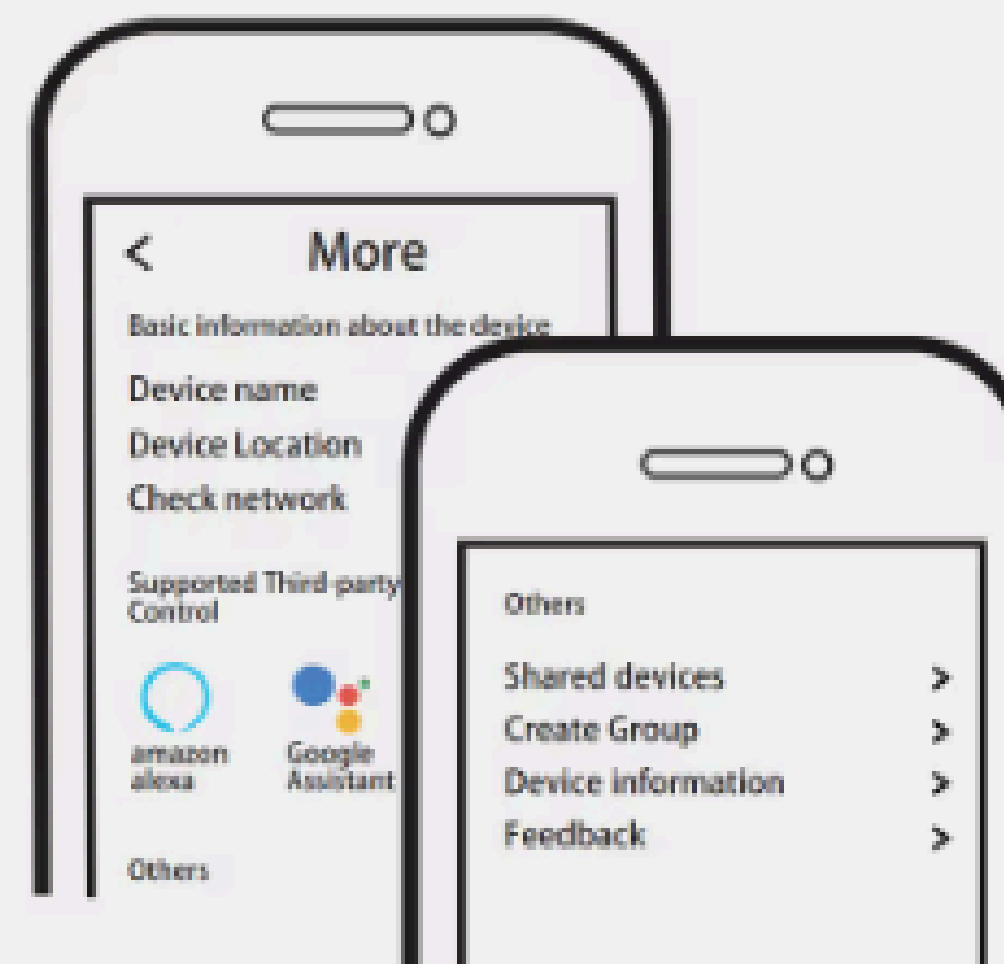 More
Basic information about the device
Device name
Device Location
Check network
Supported Third-party
Control
amazon
alexa
Google
Assistant
Others
Others
Shared devices
Create Group
Device information
Feedback